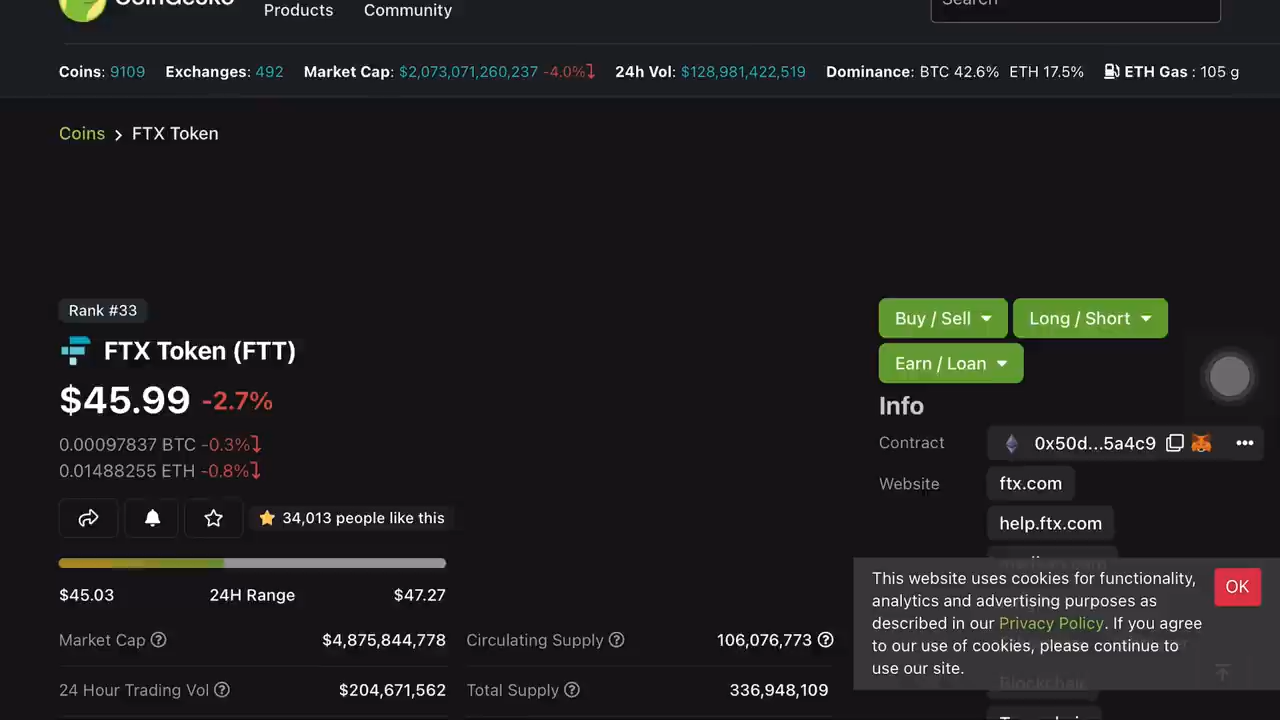 CoinGecko
Products
Community
Search
Coins: 9109
Exchanges: 492
Market Cap: $2,073,071,260,237 -4.0%
24h Vol: $128,981,422,519
Dominance: BTC 42.6% ETH 17.5%
ETH Gas : 105 g
Coins > FTX Token
Rank #33
FTX Token (FTT)
$45.99 -2.7%
0.00097837 BTC -0.3%
0.01488255 ETH -0.8%
34,013 people like this
$45.03
24H Range
$47.27
Market Cap
$4,875,844,778
24 Hour Trading Vol
$204,671,562
Circulating Supply
106,076,773
Total Supply
336,948,109
Buy / Sell
Long / Short
Earn / Loan
Info
Contract
0x50d...5a4c9
Website
ftx.com
help.ftx.com
This website uses cookies for functionality,
analytics and advertising purposes as
described in our Privacy Policy. If you agree
to our use of cookies, please continue to
use our site.
OK
Blockchair